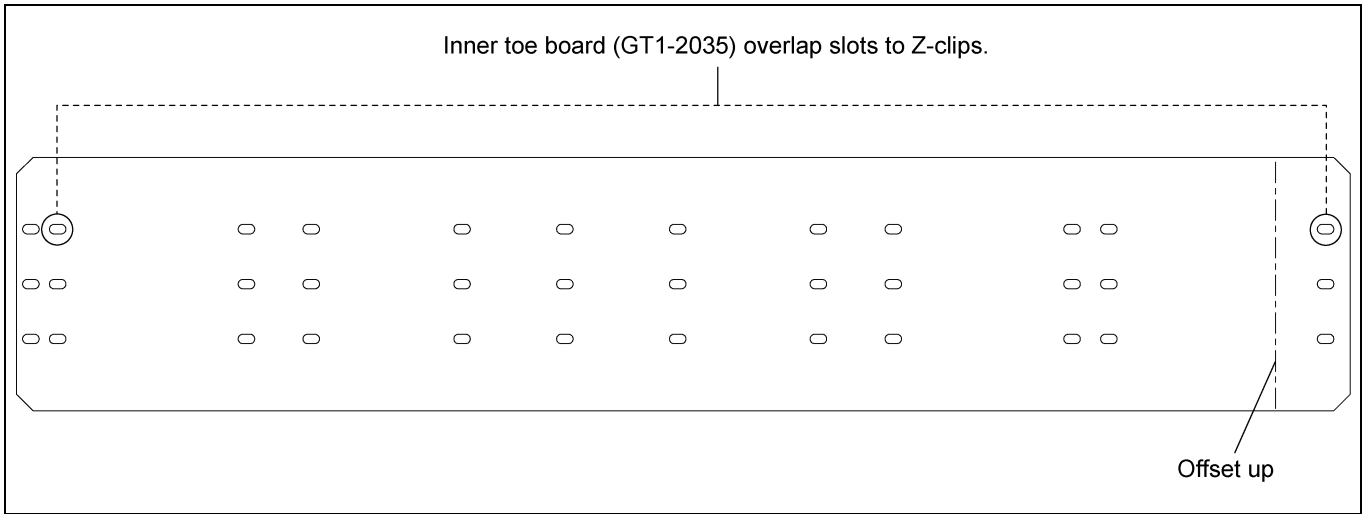 Inner toe board (GT1-2035) overlap slots to Z-clips.
Offset up